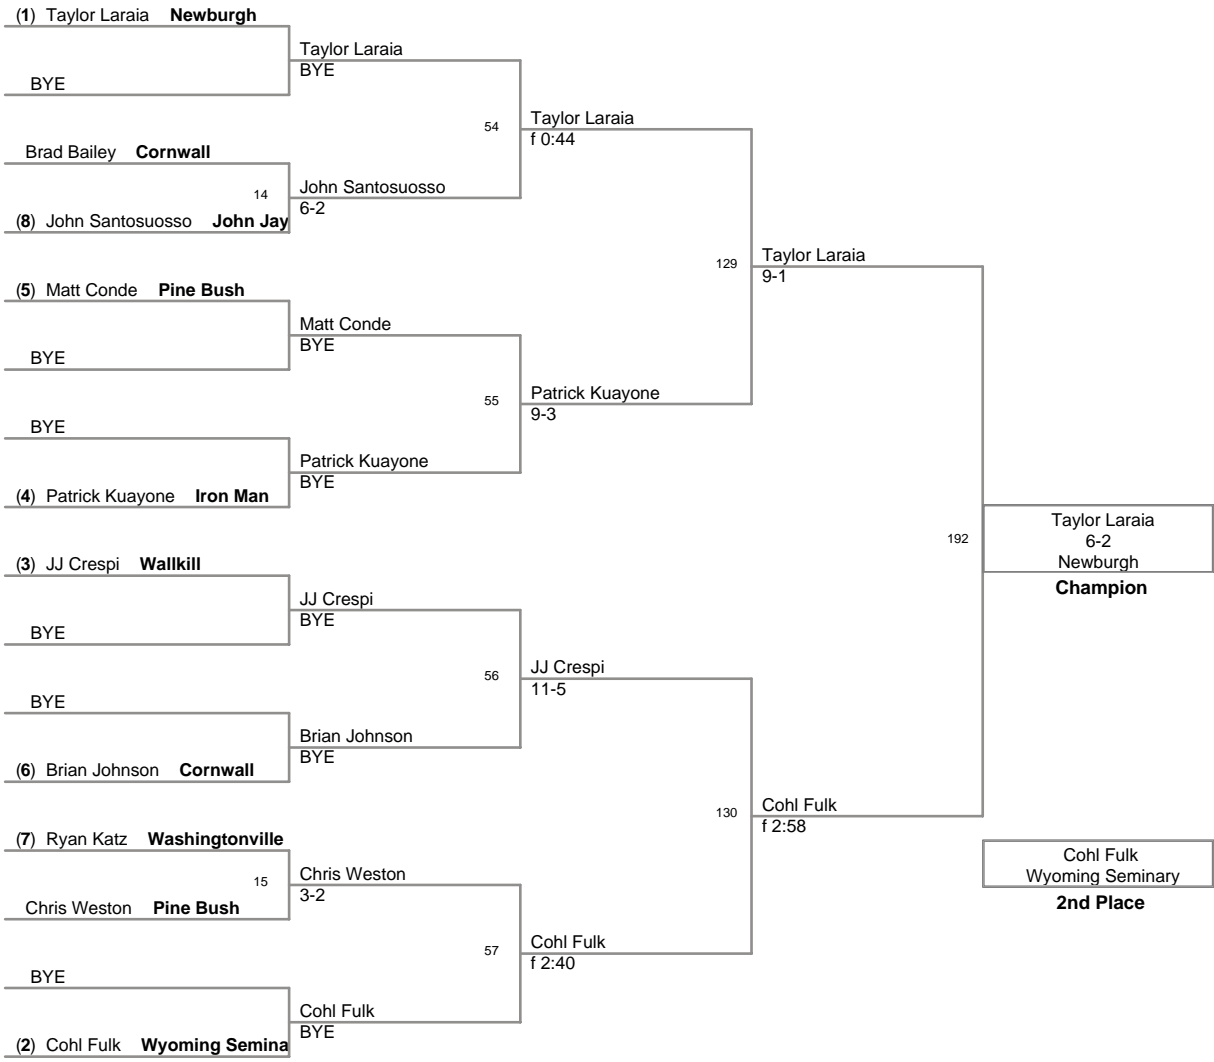 (1) Taylor Laraia Newburgh
BYE
Brad Bailey Cornwall
14
(8) John Santosuosso John Jay
(5) Matt Conde Pine Bush
BYE
BYE
(4) Patrick Kuayone Iron Man
(3) JJ Crespi Wallkill
BYE
BYE
(6) Brian Johnson Cornwall
(7) Ryan Katz Washingtonville
15
Chris Weston Pine Bush
BYE
(2) Cohl Fulk Wyoming Semina
Taylor Laraia
BYE
54
John Santosuosso
6-2
Matt Conde
BYE
55
Patrick Kuayone
BYE
JJ Crespi
BYE
56
Brian Johnson
BYE
Chris Weston
3-2
57
Cohl Fulk
BYE
Taylor Laraia
f 0:44
129
Patrick Kuayone
9-3
JJ Crespi
11-5
130
Cohl Fulk
f 2:40
Taylor Laraia
9-1
192
Cohl Fulk
f 2:58
Taylor Laraia
6-2
Newburgh
Champion
Cohl Fulk
Wyoming Seminary
2nd Place